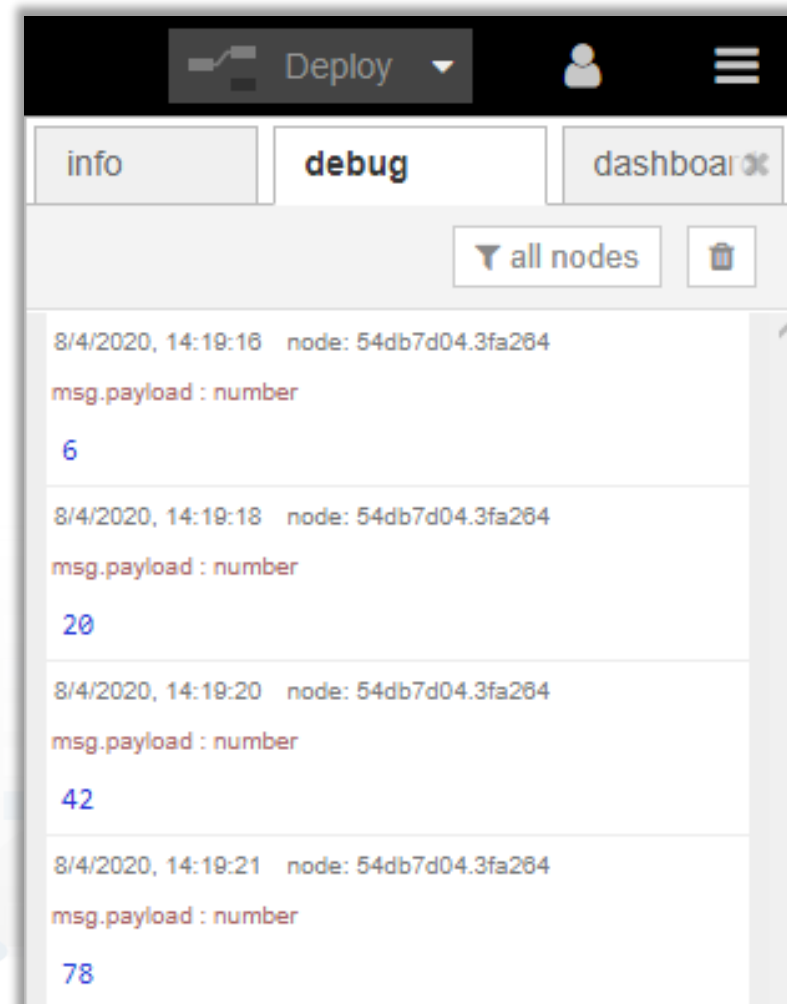 Deploy
info debug dashboar
all nodes
8/4/2020, 14:19:16 node: 54db7d04.3fa264
msg.payload : number
6
8/4/2020, 14:19:18 node: 54db7d04.3fa264
msg.payload : number
20
8/4/2020, 14:19:20 node: 54db7d04.3fa264
msg.payload : number
42
8/4/2020, 14:19:21 node: 54db7d04.3fa264
msg.payload : number
78